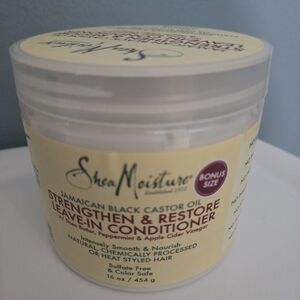 SheaMoisture®
Established 1912
BONUS
SIZE
JAMAICAN BLACK CASTOR OIL
STRENGTHEN & RESTORE
LEAVE-IN CONDITIONER
w/ Shea Butter, Peppermint & Apple Cider Vinegar
Intensely Smooth & Nourish
NATURAL, CHEMICALLY PROCESSED
OR HEAT STYLED HAIR
Sulfate Free
& Color Safe
16 oz / 454 g